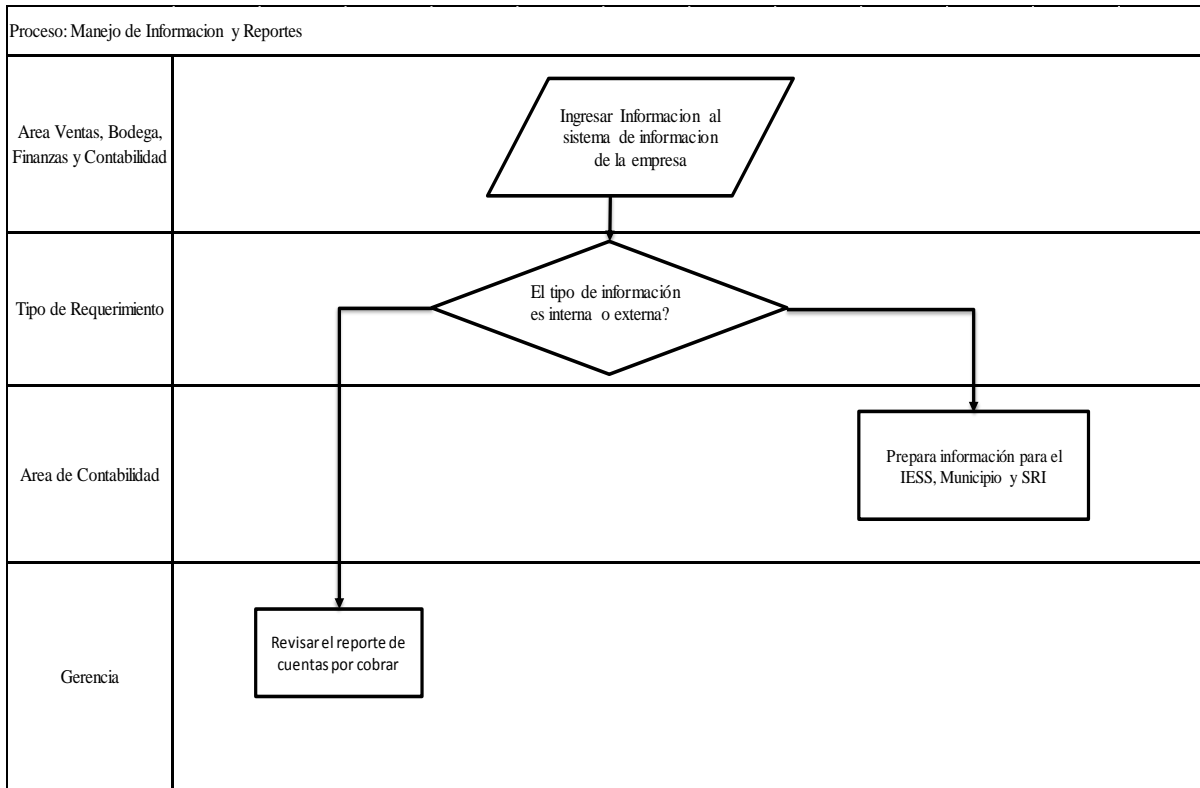 Proceso: Manejo de Informacion y Reportes
Area Ventas, Bodega,
Finanzas y Contabilidad
Ingresar Informacion al
sistema de informacion
de la empresa
Tipo de Requerimiento
El tipo de información
es interna o externa?
Area de Contabilidad
Prepara información para el
IESS, Municipio y SRI
Gerencia
Revisar el reporte de
cuentas por cobrar